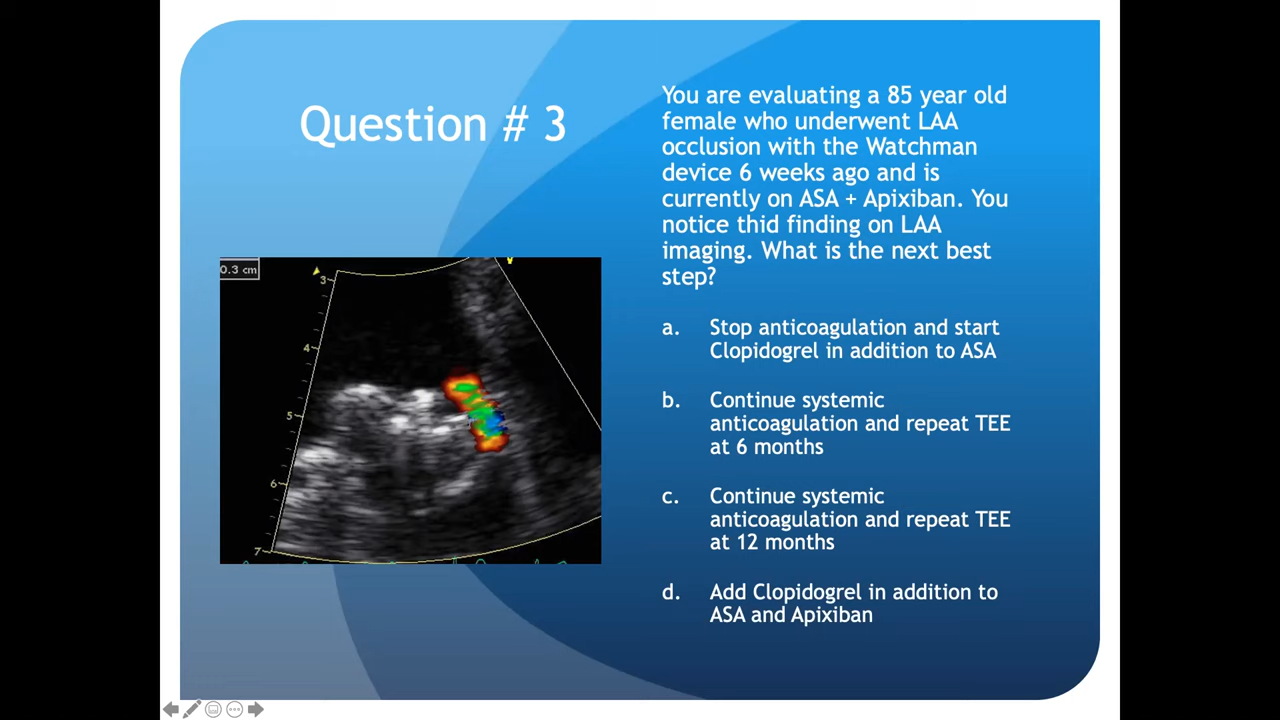 Question # 3
You are evaluating a 85 year old
female who underwent LAA
occlusion with the Watchman
device 6 weeks ago and is
currently on ASA + Apixiban. You
notice thid finding on LAA
imaging. What is the next best
step?
a. Stop anticoagulation and start
Clopidogrel in addition to ASA
b. Continue systemic
anticoagulation and repeat TEE
at 6 months
c. Continue systemic
anticoagulation and repeat TEE
at 12 months
d. Add Clopidogrel in addition to
ASA and Apixiban
0.3 cm
3
4
5
6
7